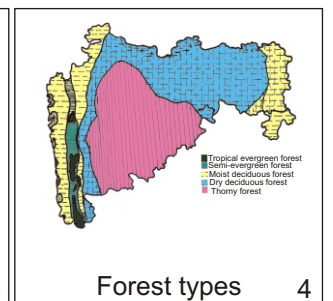 Tropical evergreen forest
Semi-evergreen forest
Moist deciduous forest
Dry deciduous forest
Thorny forest
Forest types 4